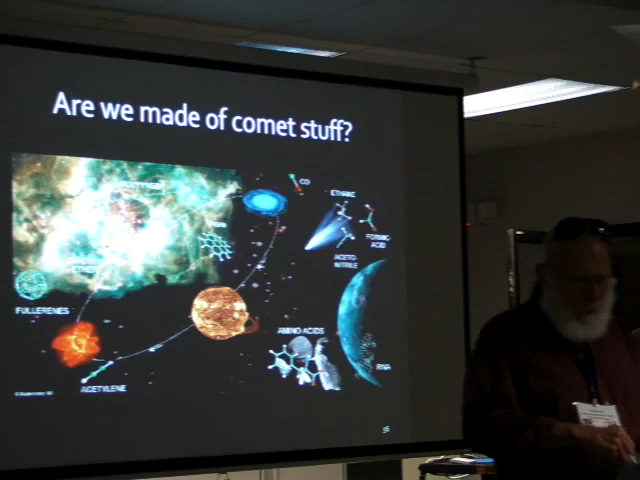 Are we made of comet stuff?
CO
ETHANE
FORMIC
ACID
ACETO-
NITRILE
FULLERENES
AMINO ACIDS
RNA
ACETYLENE